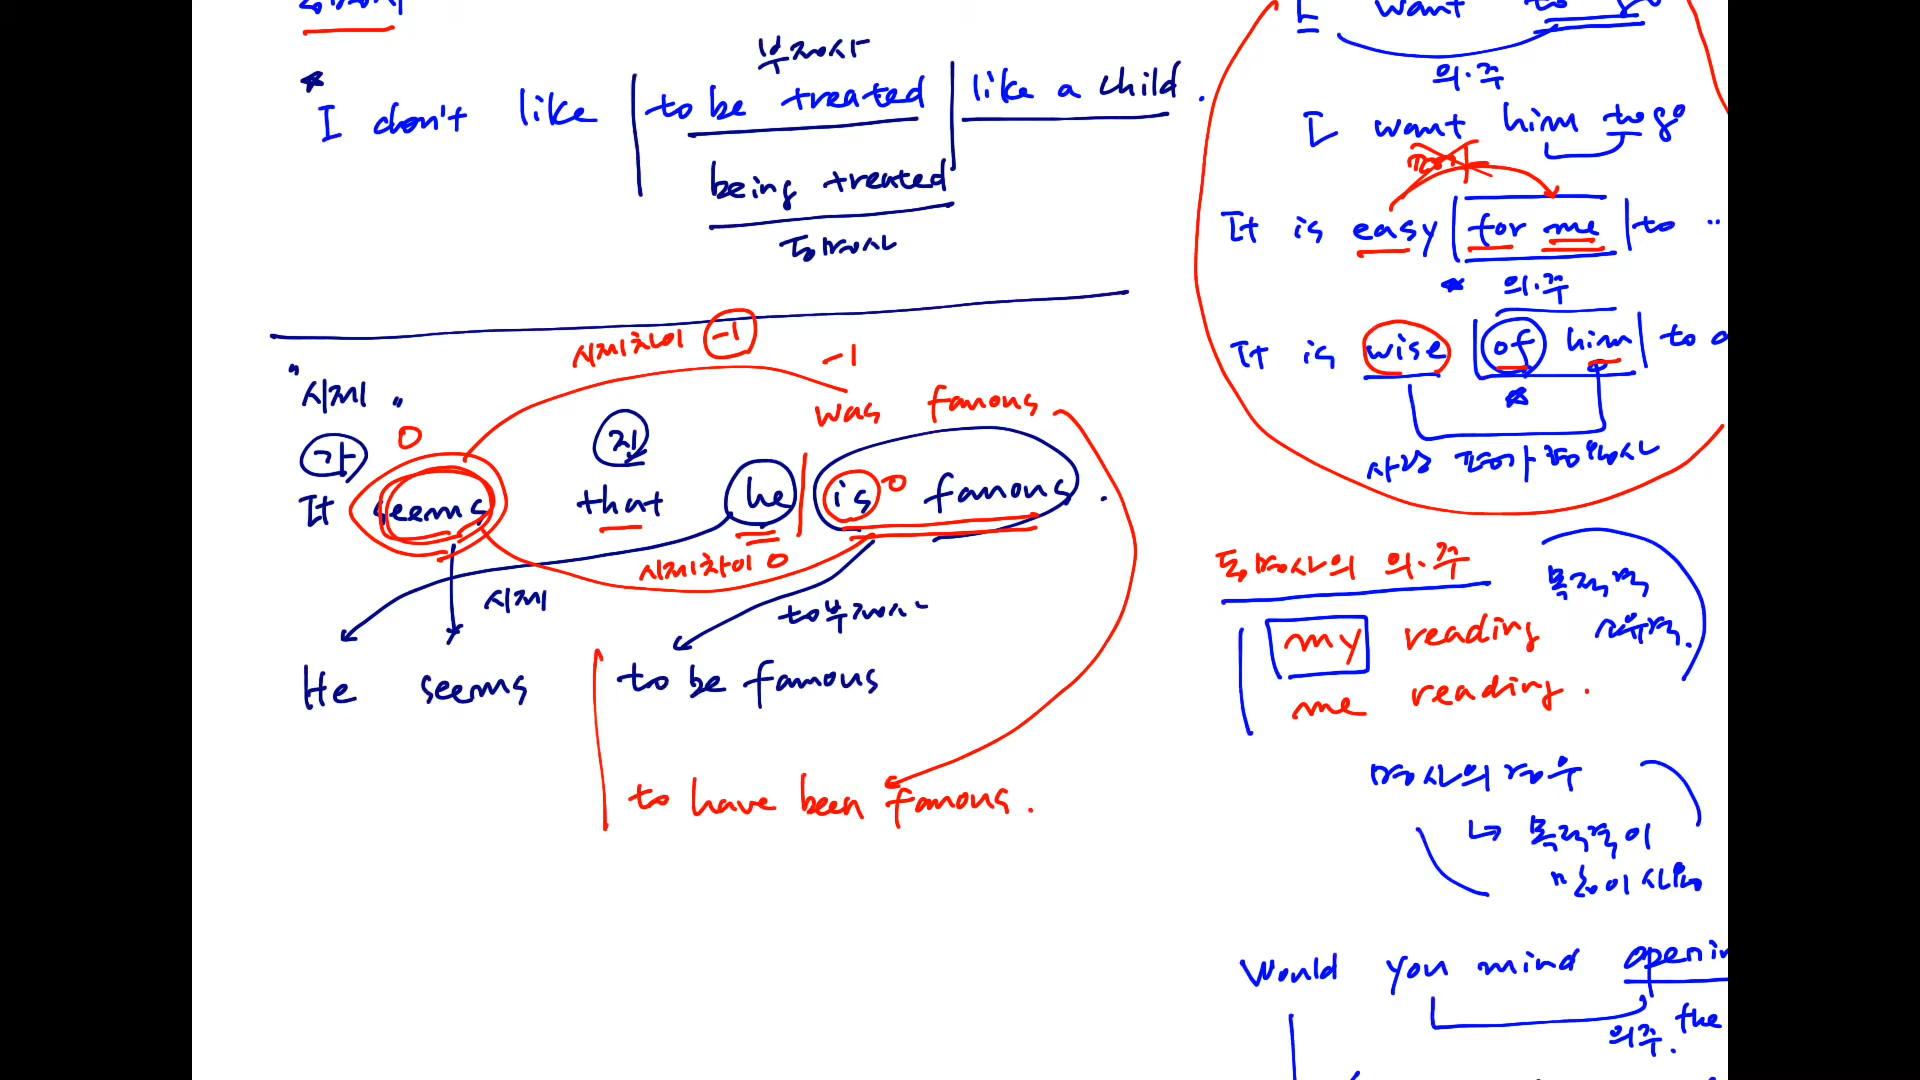 부정사
I don't like to be treated like a child.
being treated
동명사
시제차이 -1
-1
"시제"
was famous
가 0 진
It seems that he is 0 famous.
시제차이 0
시제
to부정사
He seems to be famous
to have been famous.
I want to
의.주
I want him to go
It is easy for me to ..
의.주
It is wise of him to
사람 평가 형용사
동명사의 의.주
목적격
my reading
me reading.
명사의 경우
↳ 목적격이
Would you mind openin
의주. the